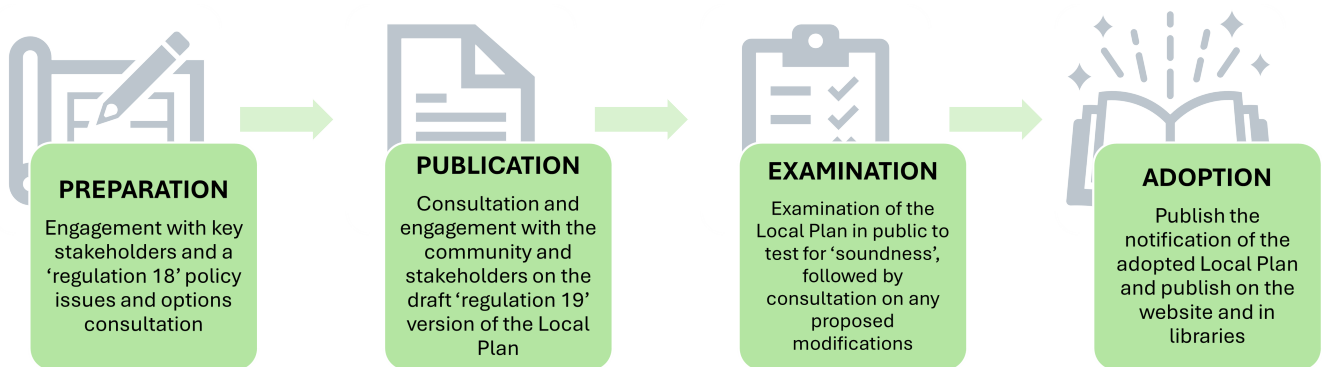 PREPARATION
Engagement with key
stakeholders and a
‘regulation 18’ policy
issues and options
consultation
PUBLICATION
Consultation and
engagement with the
community and
stakeholders on the
draft ‘regulation 19’
version of the Local
Plan
EXAMINATION
Examination of the
Local Plan in public to
test for ‘soundness’,
followed by
consultation on any
proposed
modifications
ADOPTION
Publish the
notification of the
adopted Local Plan
and publish on the
website and in
libraries